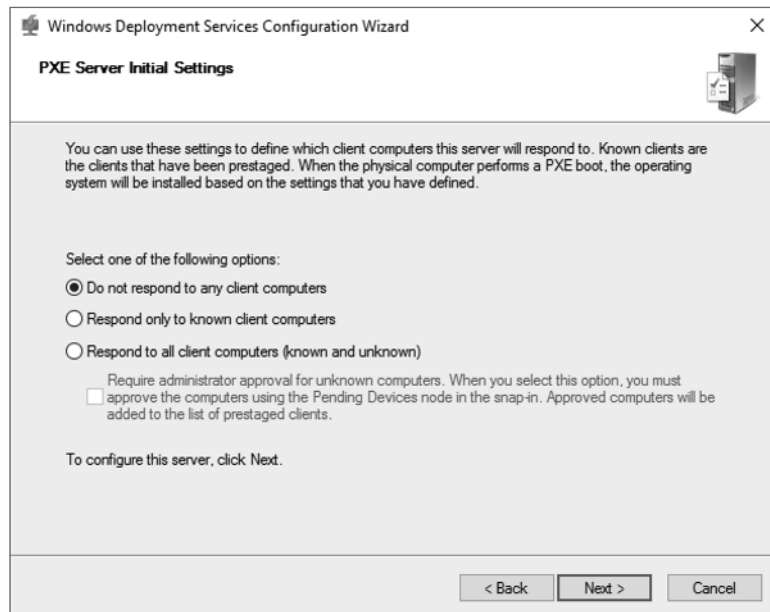 Windows Deployment Services Configuration Wizard
PXE Server Initial Settings
You can use these settings to define which client computers this server will respond to. Known clients are
the clients that have been prestaged. When the physical computer performs a PXE boot, the operating
system will be installed based on the settings that you have defined.
Select one of the following options:
Do not respond to any client computers
Respond only to known client computers
Respond to all client computers (known and unknown)
Require administrator approval for unknown computers. When you select this option, you must
approve the computers using the Pending Devices node in the snap-in. Approved computers will be
added to the list of prestaged clients.
To configure this server, click Next.
< Back Next > Cancel